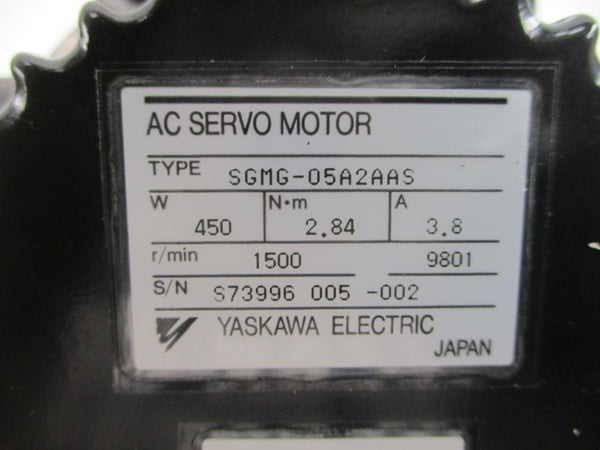 AC SERVO MOTOR
TYPE SGMG-05A2AAS
W N•m A
450 2.84 3.8
r/min 1500 9801
S/N S73996 005 -002
YASKAWA ELECTRIC
JAPAN